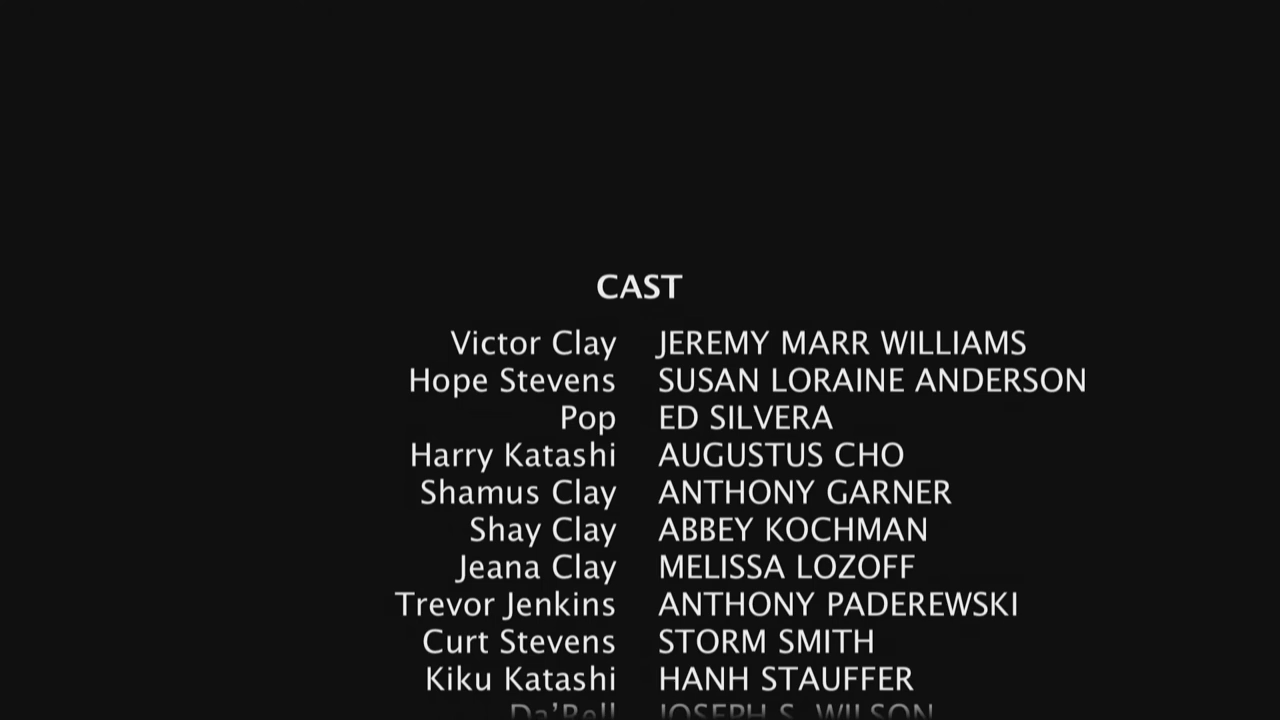 CAST
Victor Clay JEREMY MARR WILLIAMS
Hope Stevens SUSAN LORAINE ANDERSON
Pop ED SILVERA
Harry Katashi AUGUSTUS CHO
Shamus Clay ANTHONY GARNER
Shay Clay ABBEY KOCHMAN
Jeana Clay MELISSA LOZOFF
Trevor Jenkins ANTHONY PADEREWSKI
Curt Stevens STORM SMITH
Kiku Katashi HANH STAUFFER
JOSEPH S. WILSON